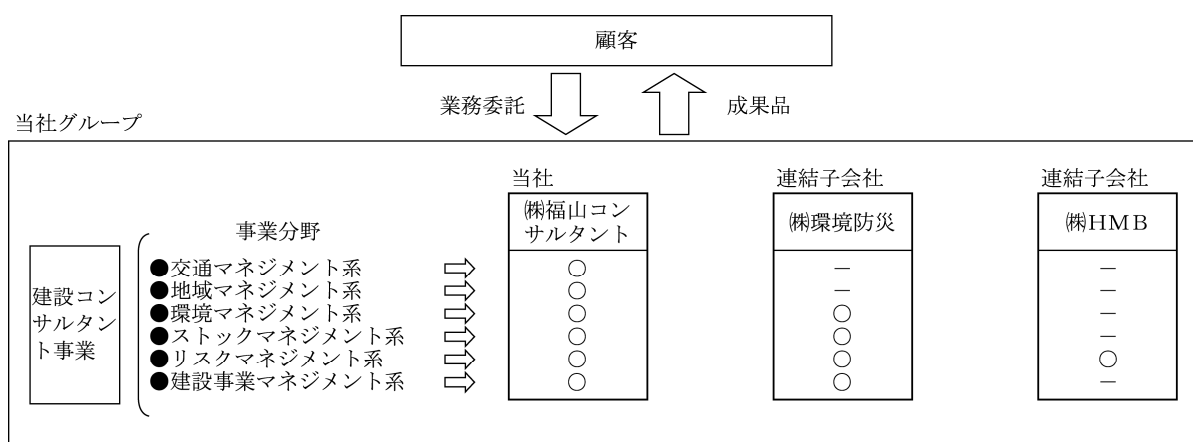 顧客
業務委託
成果品
当社グループ
当社
連結子会社
連結子会社
㈱福山コン
サルタント
㈱環境防災
㈱HMB
事業分野
建設コン
サルタン
ト事業
●交通マネジメント系 ○ － －
●地域マネジメント系 ○ － －
●環境マネジメント系 ○ ○ －
●ストックマネジメント系 ○ ○ －
●リスクマネジメント系 ○ ○ ○
●建設事業マネジメント系 ○ ○ －